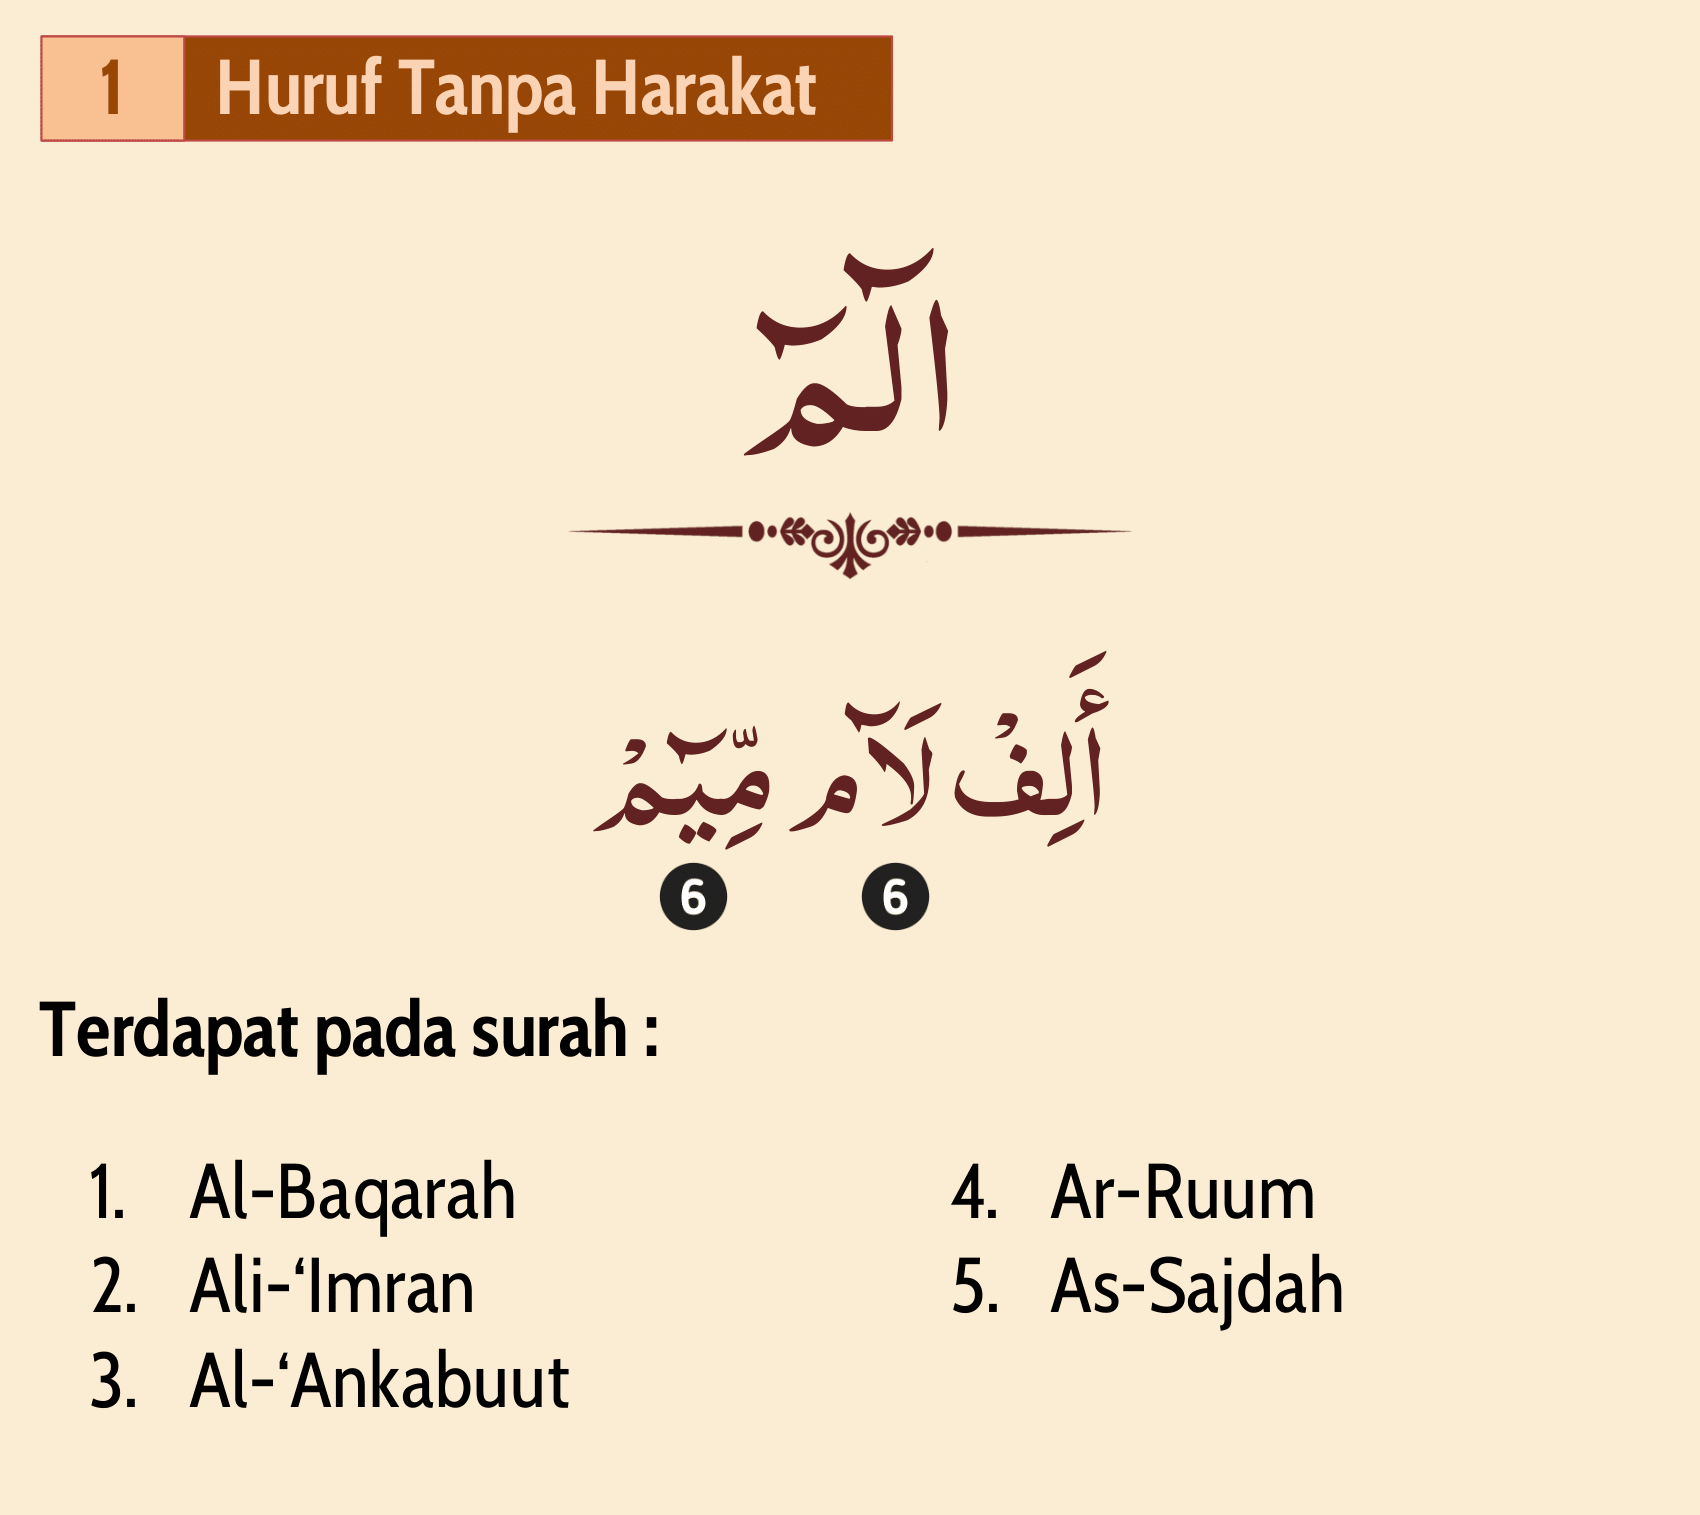 1 Huruf Tanpa Harakat
الٓمٓ
أَلِفْ لَآم مِّيٓمْ
6 6
Terdapat pada surah :
1. Al-Baqarah
2. Ali-‘Imran
3. Al-‘Ankabuut
4. Ar-Ruum
5. As-Sajdah